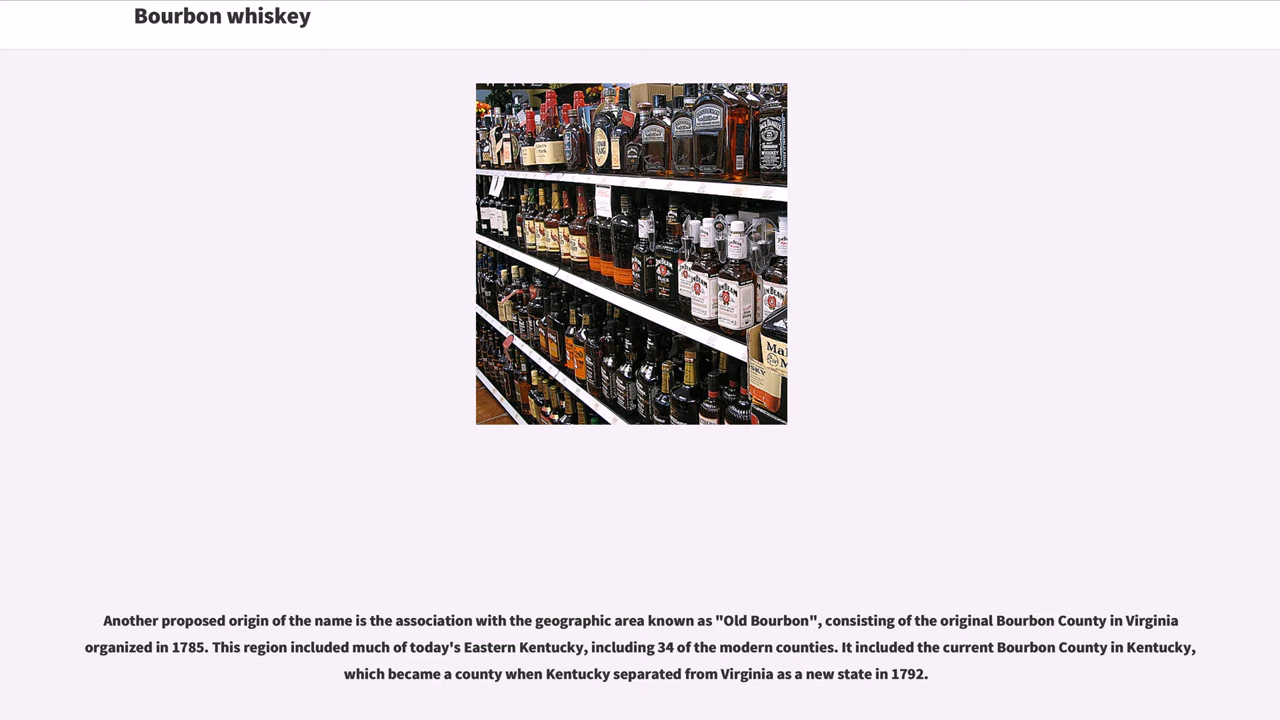 Bourbon whiskey
Another proposed origin of the name is the association with the geographic area known as "Old Bourbon", consisting of the original Bourbon County in Virginia
organized in 1785. This region included much of today's Eastern Kentucky, including 34 of the modern counties. It included the current Bourbon County in Kentucky,
which became a county when Kentucky separated from Virginia as a new state in 1792.